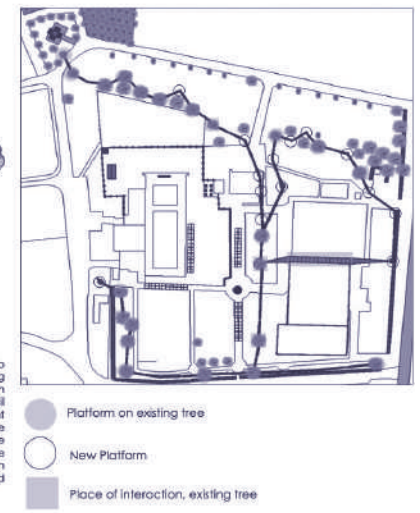 Platform on existing tree
New Platform
Place of interaction, existing tree